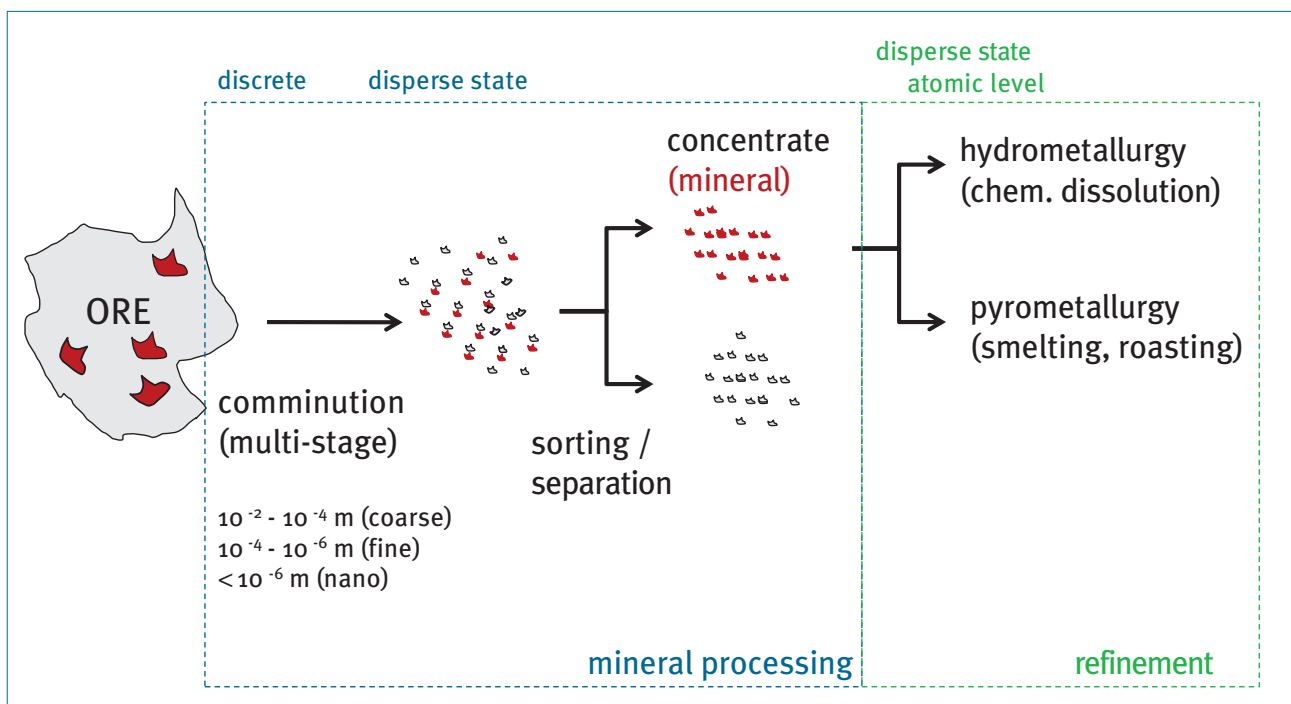 discrete
disperse state
disperse state
atomic level
ORE
comminution
(multi-stage)
10 -2 - 10 -4 m (coarse)
10 -4 - 10 -6 m (fine)
< 10 -6 m (nano)
sorting /
separation
concentrate
(mineral)
hydrometallurgy
(chem. dissolution)
pyrometallurgy
(smelting, roasting)
mineral processing
refinement